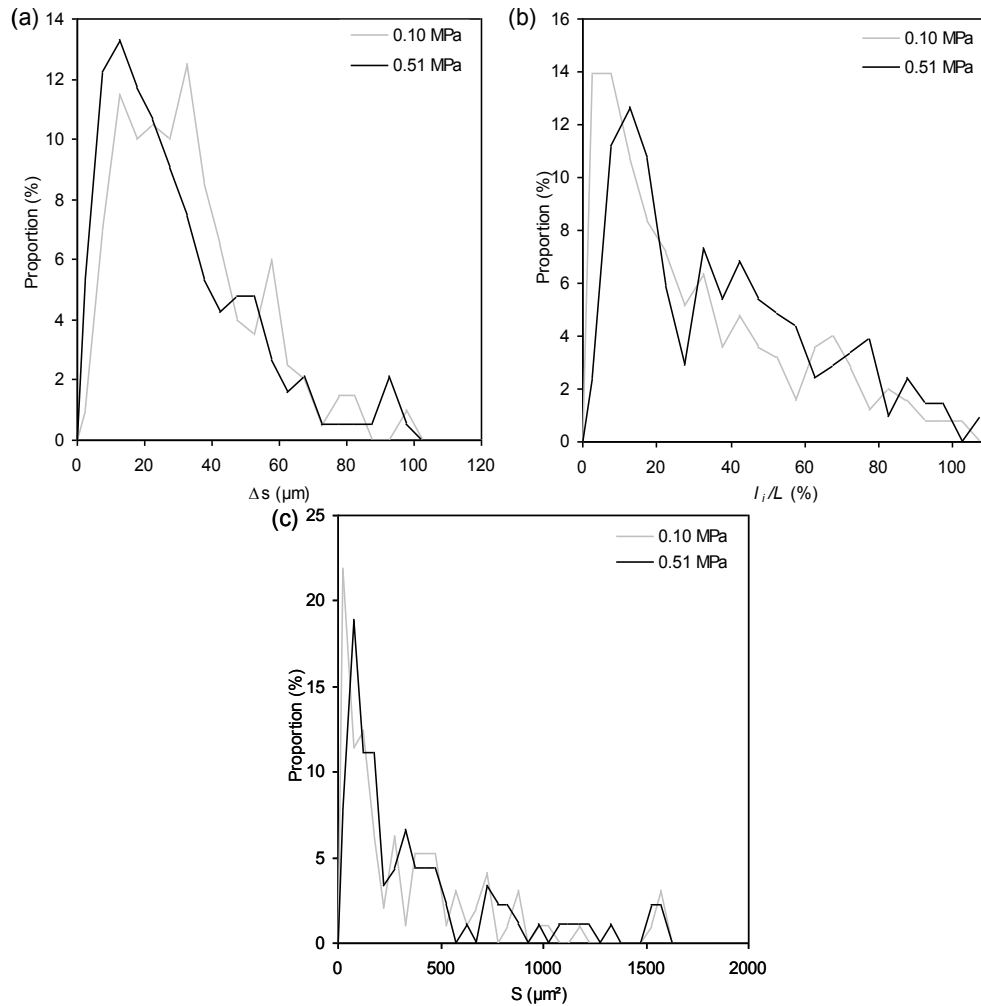 (a)
14
12
10
8
6
4
2
0
Proportion (%)
0.10 MPa
0.51 MPa
0 20 40 60 80 100 120
Δs (µm)
(b)
16
14
12
10
8
6
4
2
0
Proportion (%)
0.10 MPa
0.51 MPa
0 20 40 60 80 100
l i /L (%)
(c)
25
20
15
10
5
0
Proportion (%)
0.10 MPa
0.51 MPa
0 500 1000 1500 2000
S (µm²)